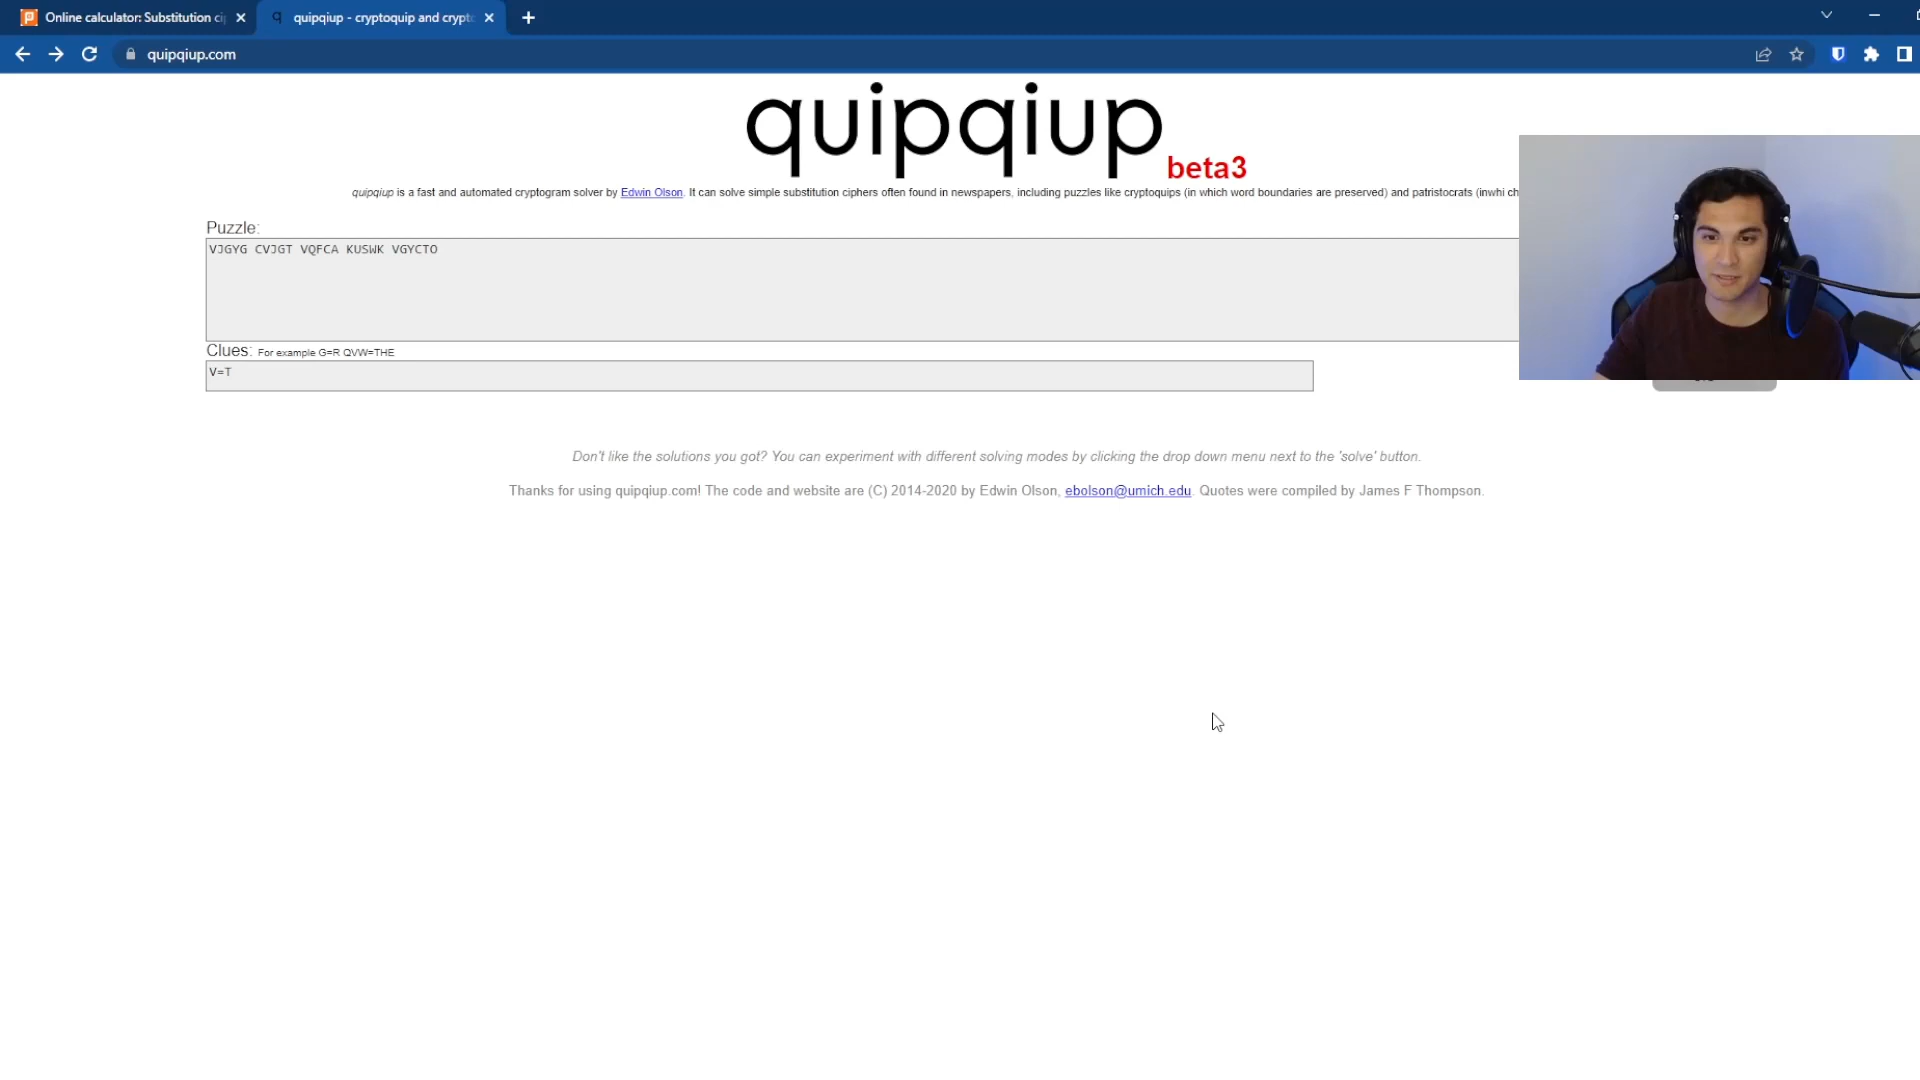 Online calculator: Substitution ci
quipqiup - cryptoquip and crypt
quipqiup.com
quipqiup
beta3
quipqiup is a fast and automated cryptogram solver by Edwin Olson. It can solve simple substitution ciphers often found in newspapers, including puzzles like cryptoquips (in which word boundaries are preserved) and patristocrats (inwhi ch
Puzzle:
VJGYG CVJGT VQFCA KUSWK VGYCTO
Clues: For example G=R QVW=THE
V=T
Don't like the solutions you got? You can experiment with different solving modes by clicking the drop down menu next to the 'solve' button.
Thanks for using quipqiup.com! The code and website are (C) 2014-2020 by Edwin Olson, ebolson@umich.edu. Quotes were compiled by James F Thompson.